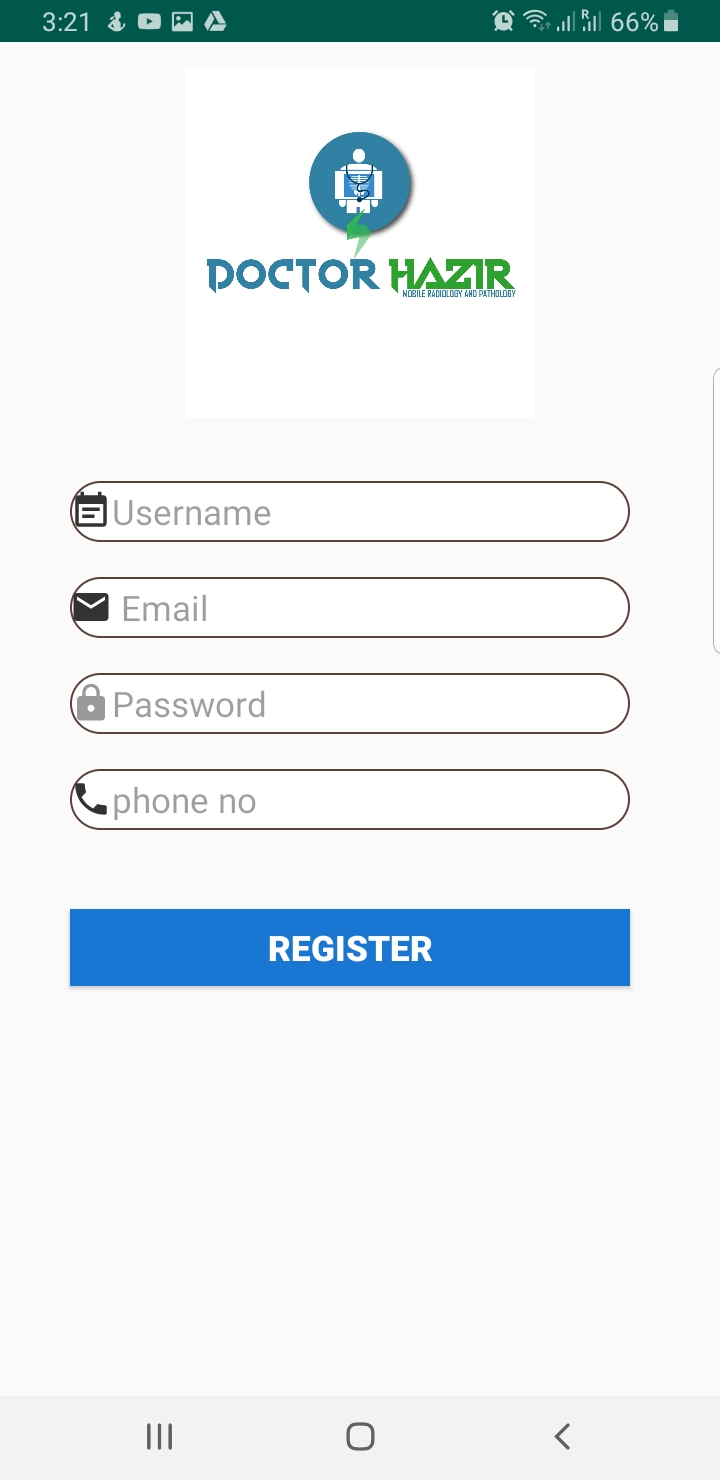 3:21
R
66%
DOCTOR HAZIR
MOBILE RADIOLOGY AND PATHOLOGY
Username
Email
Password
phone no
REGISTER